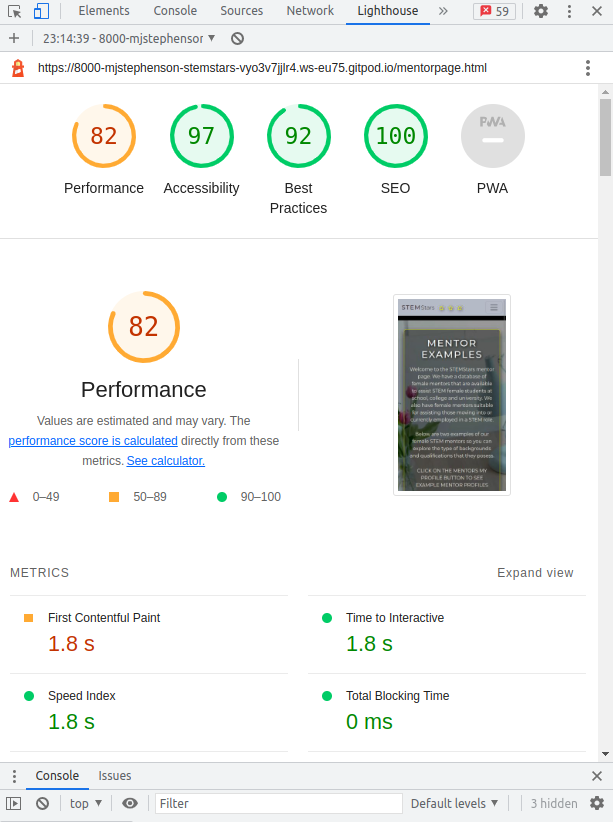 Elements Console Sources Network Lighthouse » 59
+ 23:14:39 - 8000-mjstephensor
https://8000-mjstephenson-stemstars-vyo3v7jjlr4.ws-eu75.gitpod.io/mentorpage.html
82 97 92 100 PWA
Performance Accessibility Best Practices SEO PWA
82
Performance
Values are estimated and may vary. The
performance score is calculated directly from these
metrics. See calculator.
0–49 50–89 90–100
STEMStars
MENTOR
EXAMPLES
Welcome to the STEMStars mentor
page. We have a database of
female mentors that are available
to assist STEM female students at
school, college and university. We
also have female mentors suitable
for existing those moving into or
currently employed in a STEM role.
Below are two examples of our
female STEM mentors so you can
explore the type of backgrounds
and qualifications that they possess.
CLICK ON THE MENTORS MY
PROFILE BUTTON TO SEE
EXAMPLE MENTOR PROFILES
METRICS Expand view
First Contentful Paint
1.8 s
Time to Interactive
1.8 s
Speed Index
1.8 s
Total Blocking Time
0 ms
Console Issues
top Filter Default levels 3 hidden